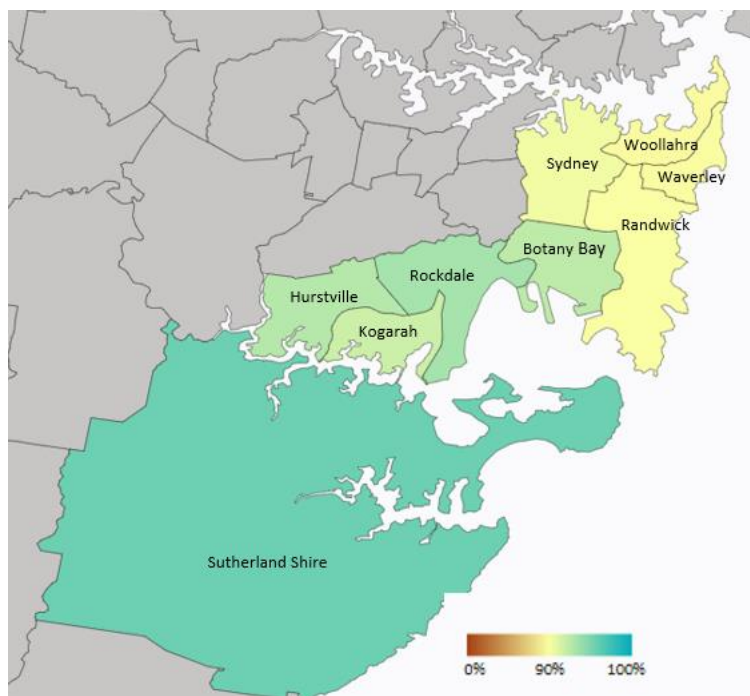 Woollahra
Sydney
Waverley
Randwick
Botany Bay
Rockdale
Hurstville
Kogarah
Sutherland Shire
0% 90% 100%